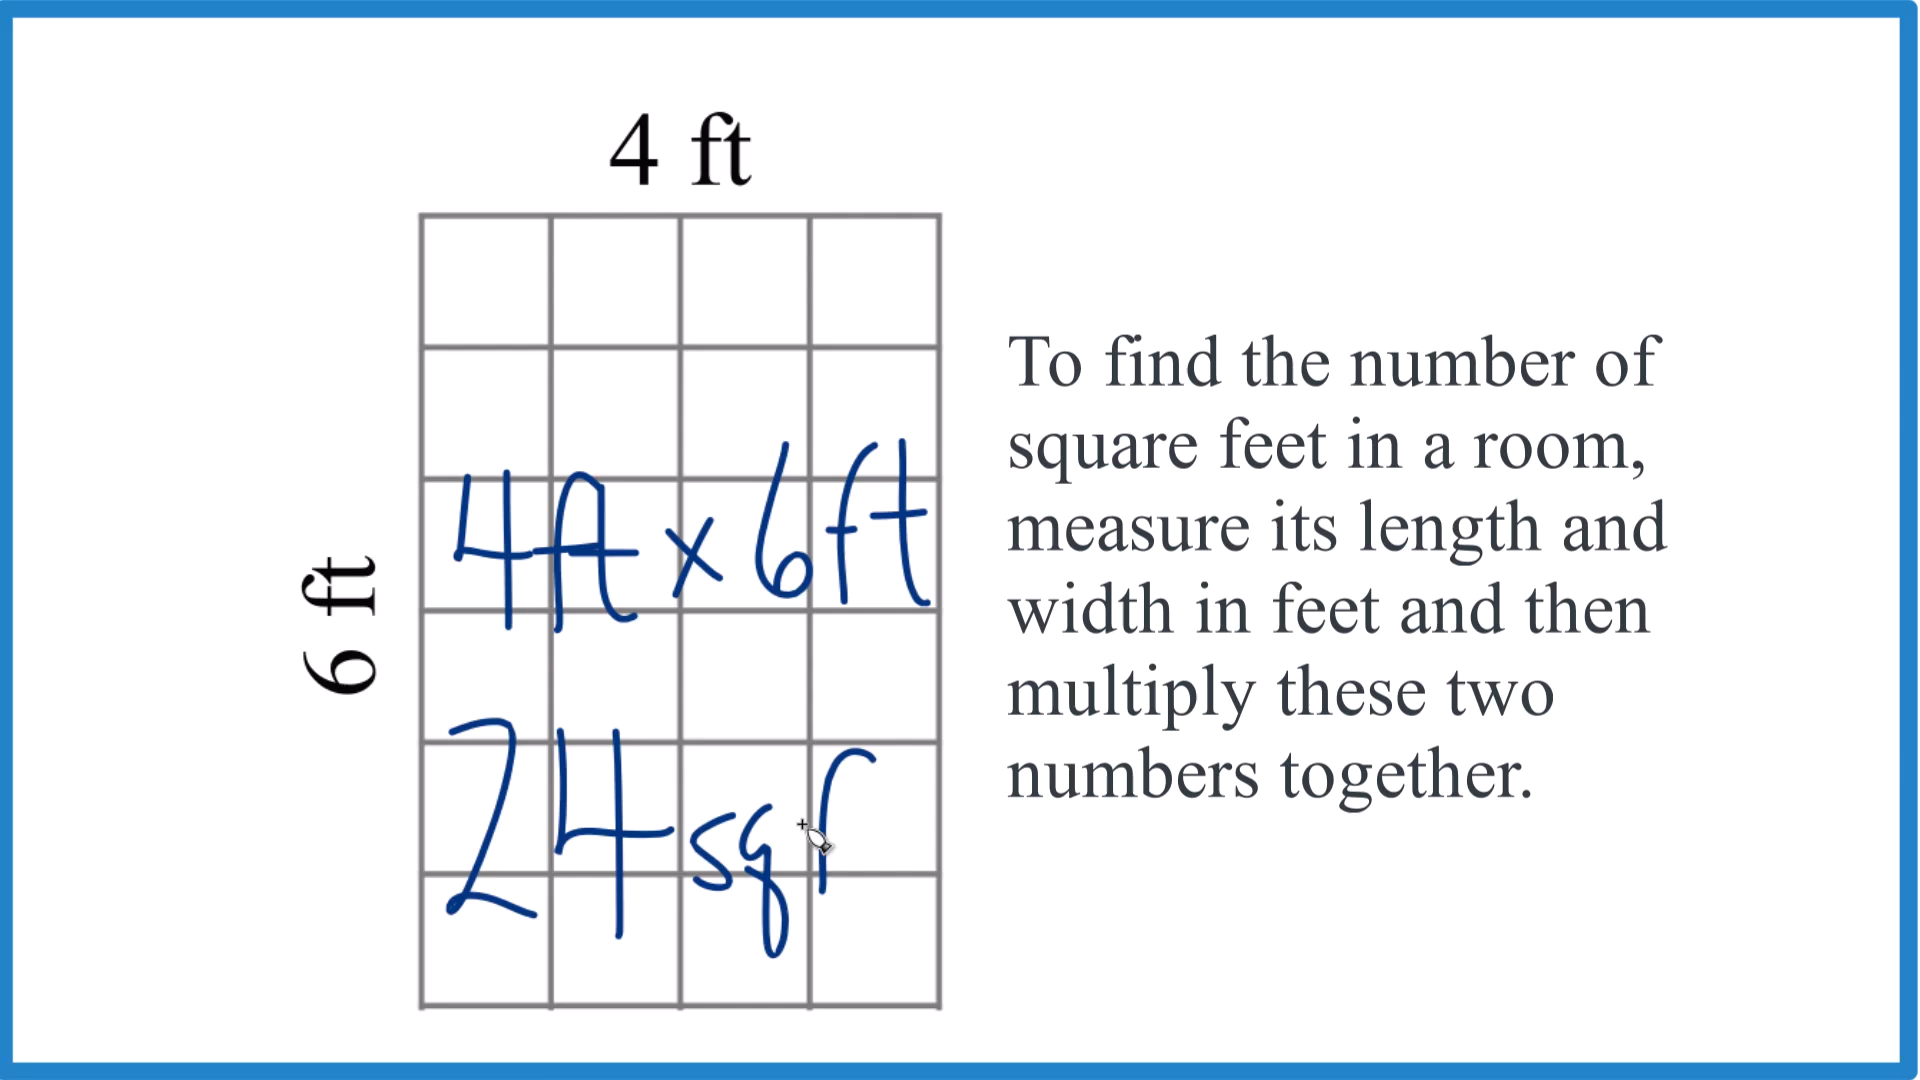 4 ft
6 ft
4ft x 6ft
24 sq f
To find the number of
square feet in a room,
measure its length and
width in feet and then
multiply these two
numbers together.